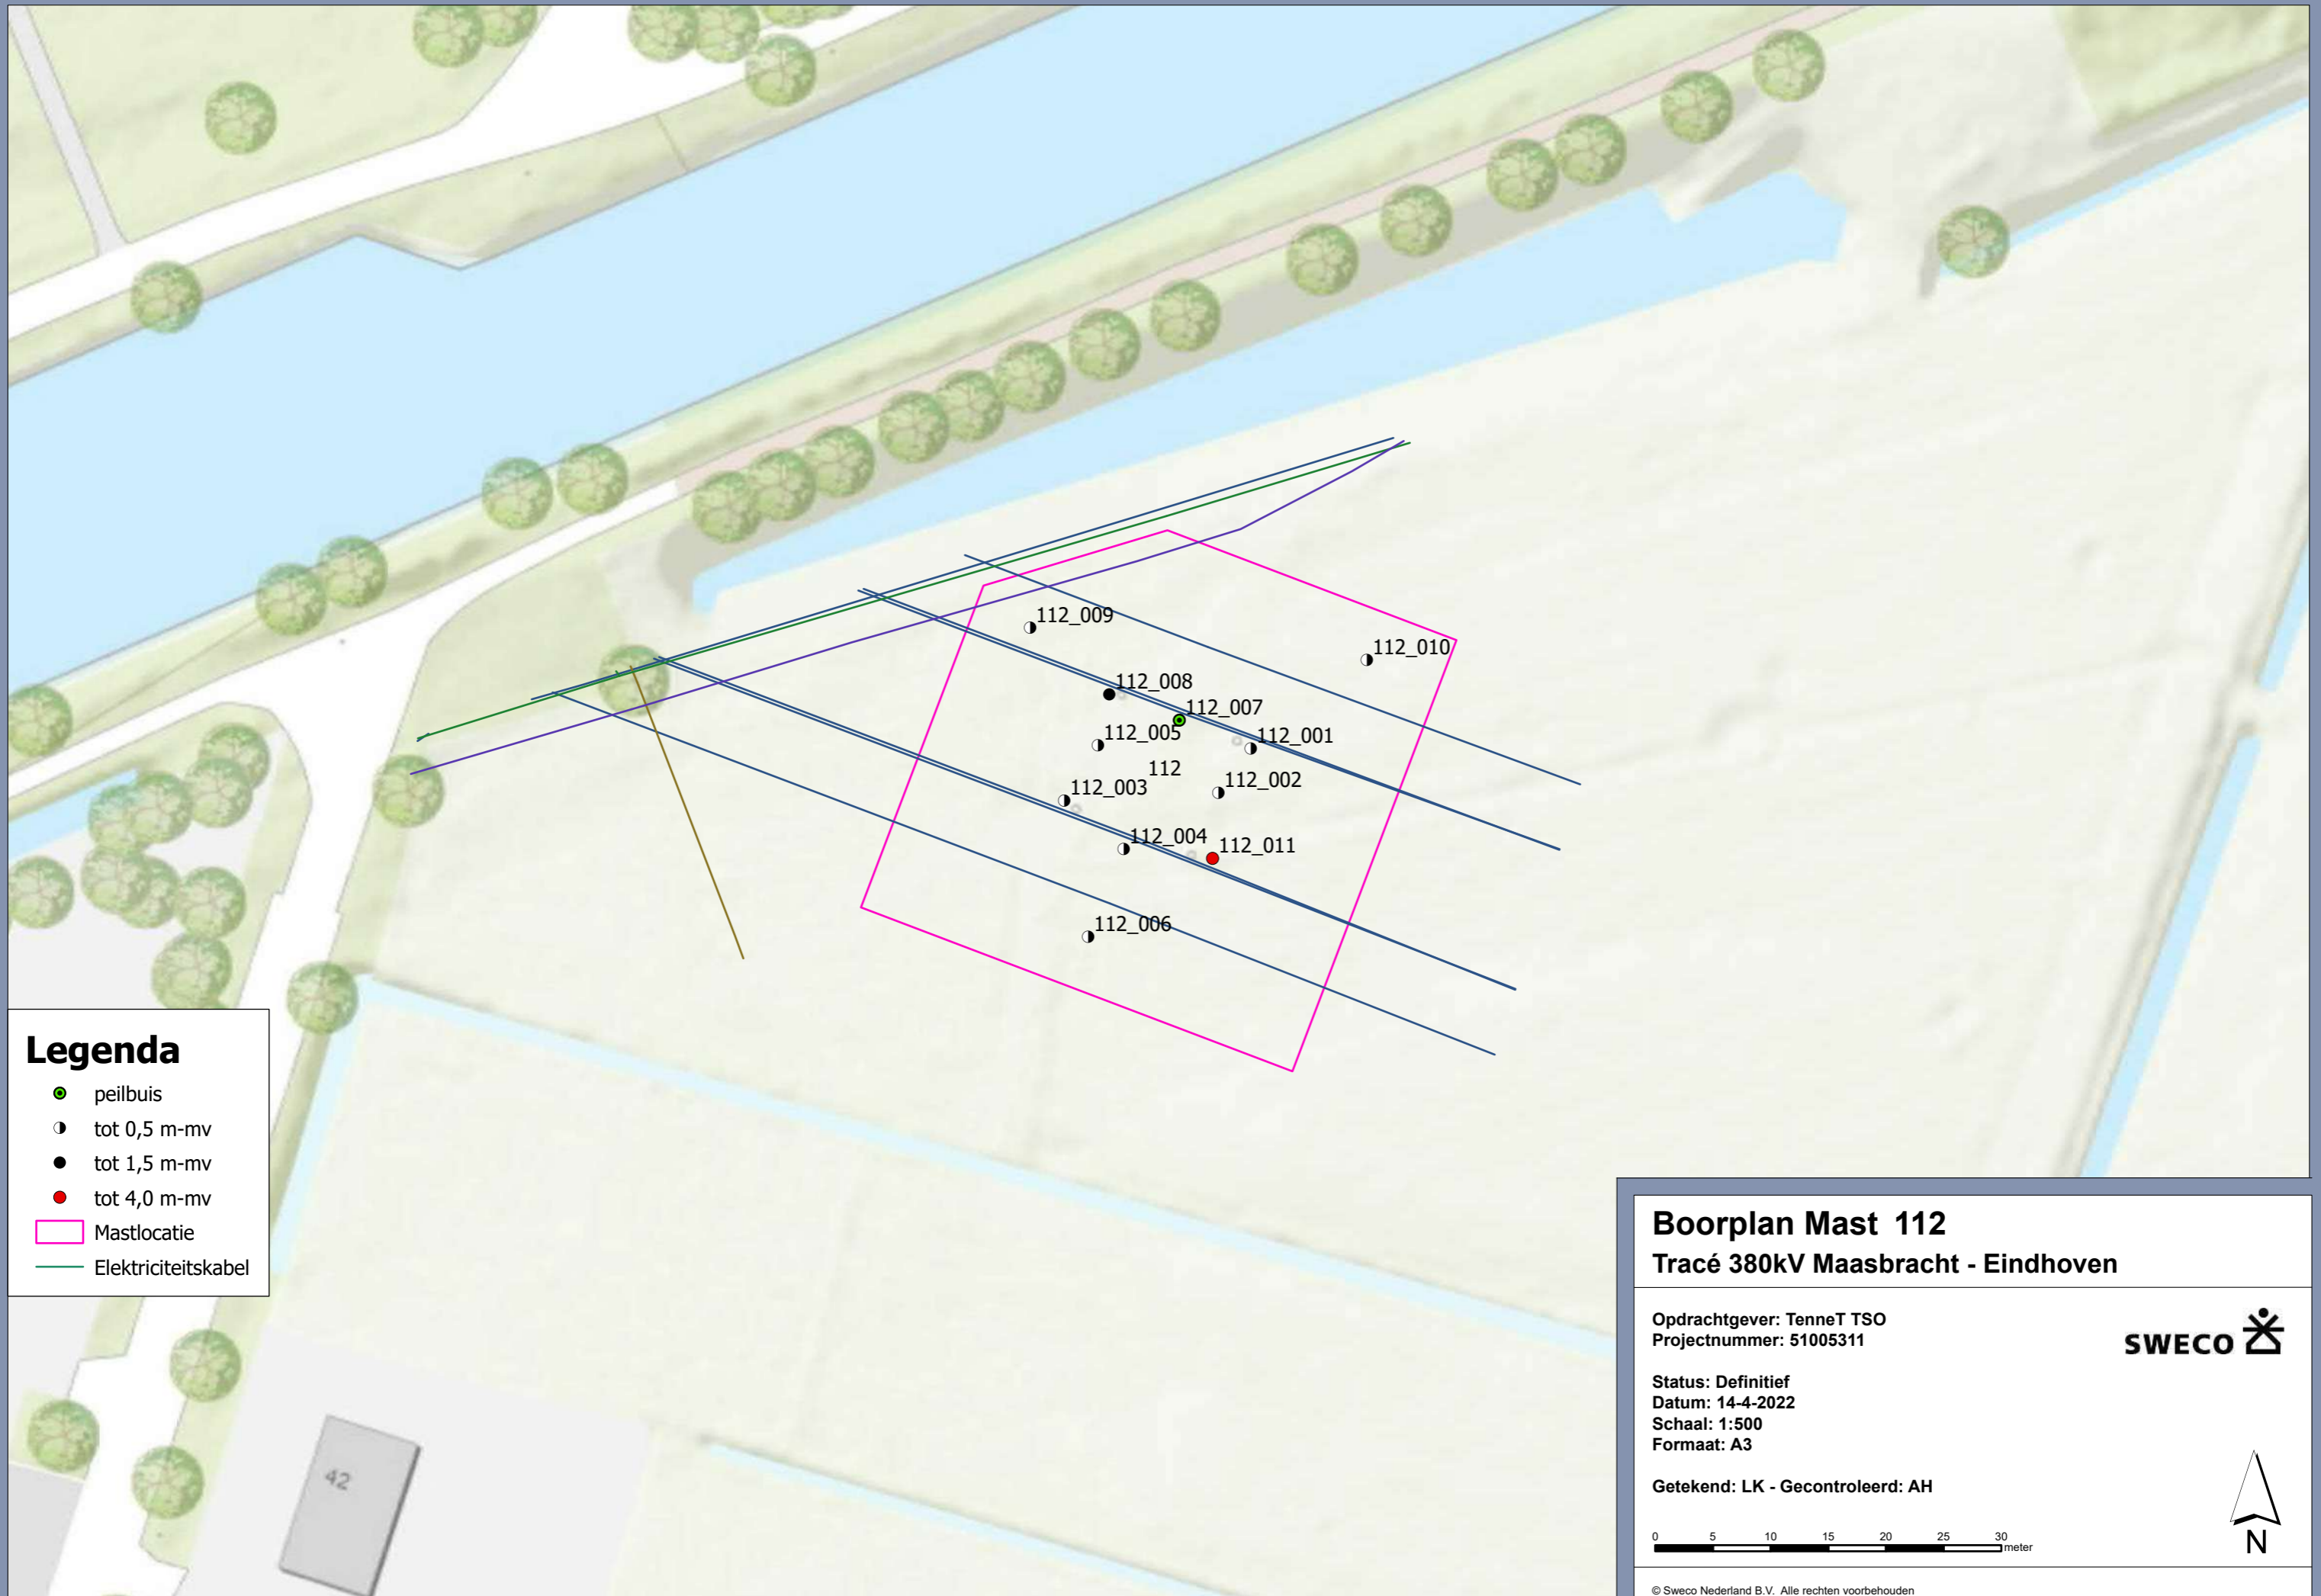 112_009
112_010
112_008
112_007
112_005
112_001
112
112_003
112_002
112_004
112_011
112_006
Legenda
peilbuis
tot 0,5 m-mv
tot 1,5 m-mv
tot 4,0 m-mv
Mastlocatie
Elektriciteitskabel
42
Boorplan Mast 112
Tracé 380kV Maasbracht - Eindhoven
Opdrachtgever: TenneT TSO
Projectnummer: 51005311
SWECO
Status: Definitief
Datum: 14-4-2022
Schaal: 1:500
Formaat: A3
Getekend: LK - Gecontroleerd: AH
0 5 10 15 20 25 30
meter
N
© Sweco Nederland B.V. Alle rechten voorbehouden